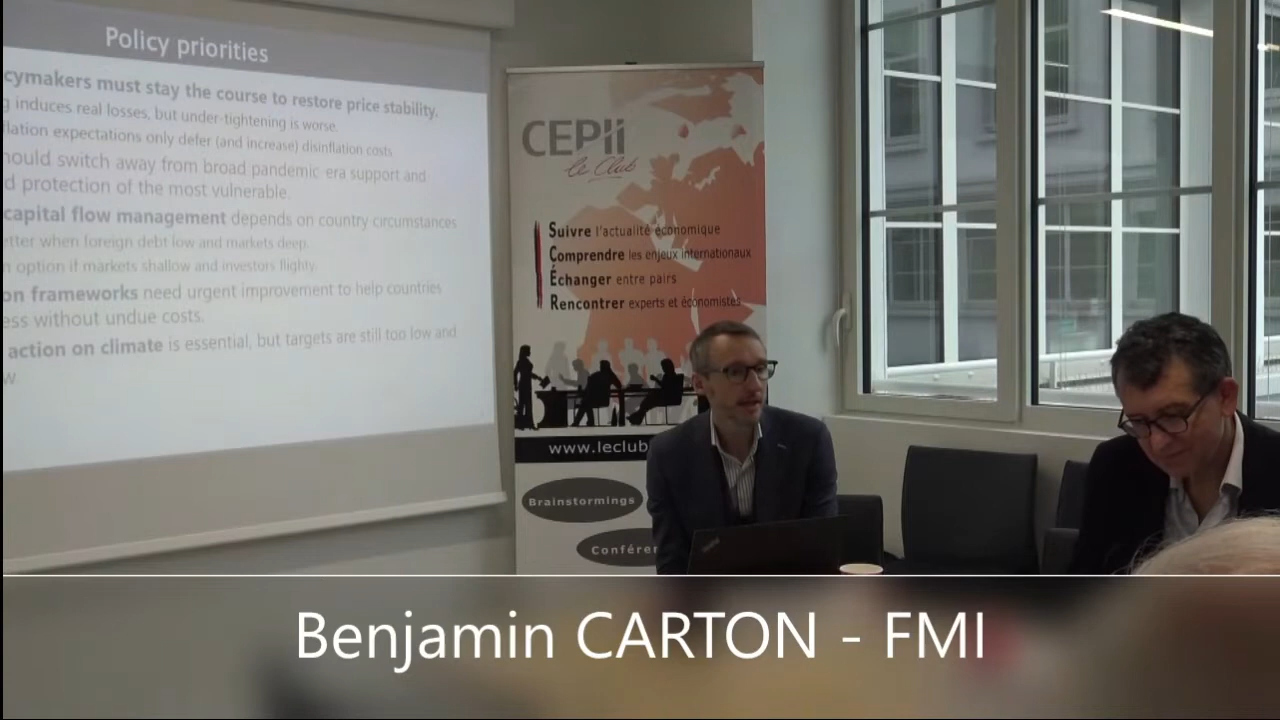 Policy priorities
cymakers must stay the course to restore price stability.
g induces real losses, but under-tightening is worse.
flation expectations only defer (and increase) disinflation costs
hould switch away from broad pandemic era support and
d protection of the most vulnerable.
capital flow management depends on country circumstances
etter when foreign debt low and markets deep.
n option if markets shallow and investors flighty.
on frameworks need urgent improvement to help countries
ess without undue costs.
action on climate is essential, but targets are still too low and
w
CEPII
le Club
Suivre l'actualité économique
Comprendre les enjeux internationaux
Échanger entre pairs
Rencontrer experts et économistes
www.leclub
Brainstormings
Conféren
Benjamin CARTON - FMI